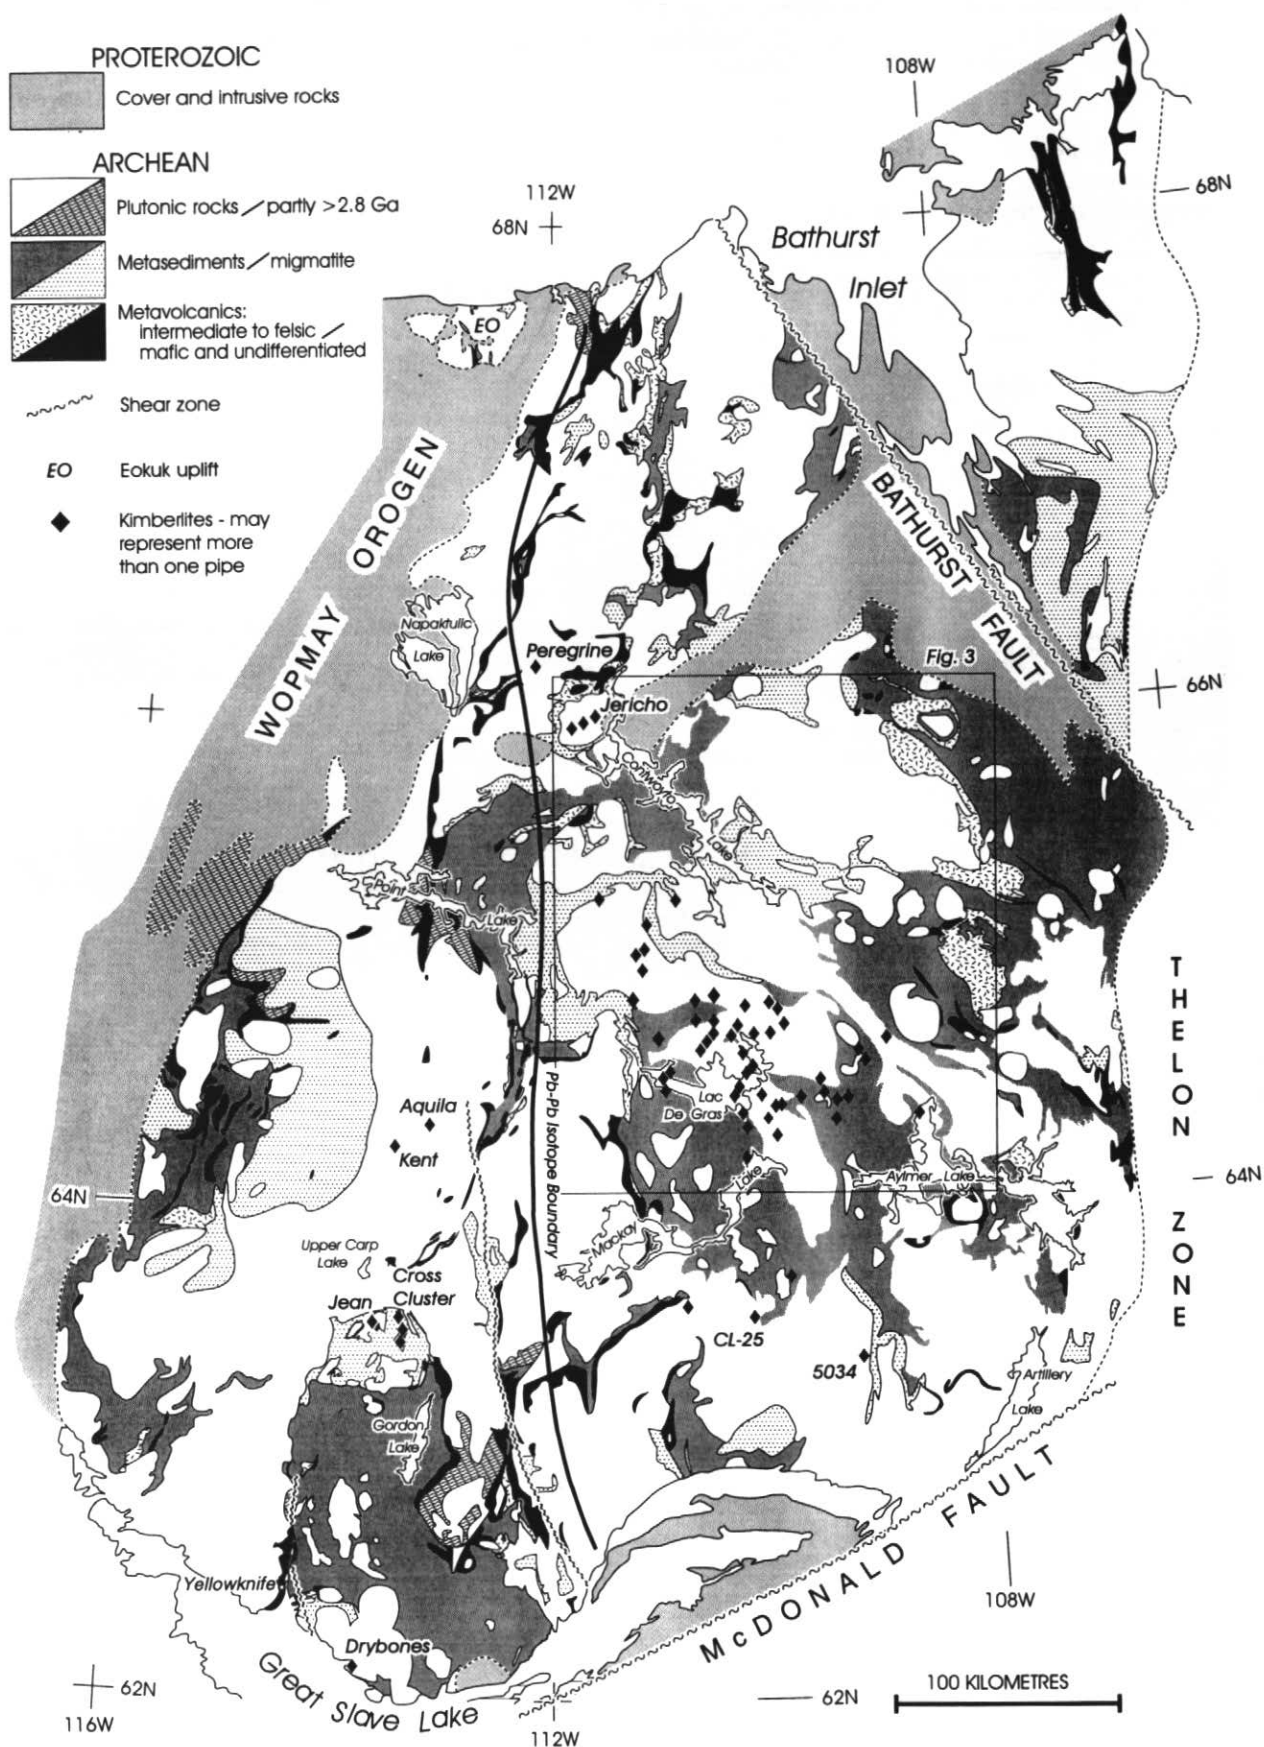 PROTEROZOIC
Cover and intrusive rocks
ARCHEAN
Plutonic rocks / partly >2.8 Ga
Metasediments / migmatite
Metavolcanics:
intermediate to felsic /
mafic and undifferentiated
Shear zone
EO
Eokuk uplift
Kimberlites - may
represent more
than one pipe
108W
68N
112W
68N
Bathurst
Inlet
EO
WOPMAY OROGEN
BATHURST FAULT
Napaktulic
Lake
Peregrine
Fig. 3
66N
Jericho
Contwoyto
Lake
Point
Lake
THELON ZONE
Pb-Pb Isotope Boundary
Lac
De Gras
Aquila
Kent
64N
Aylmer Lake
64N
Mackay
Lake
Upper Carp
Lake
Cross
Cluster
Jean
CL-25
5034
Artillery
Lake
Gordon
Lake
McDONALD FAULT
Yellowknife
108W
Drybones
Great Slave Lake
62N
116W
112W
62N
100 KILOMETRES